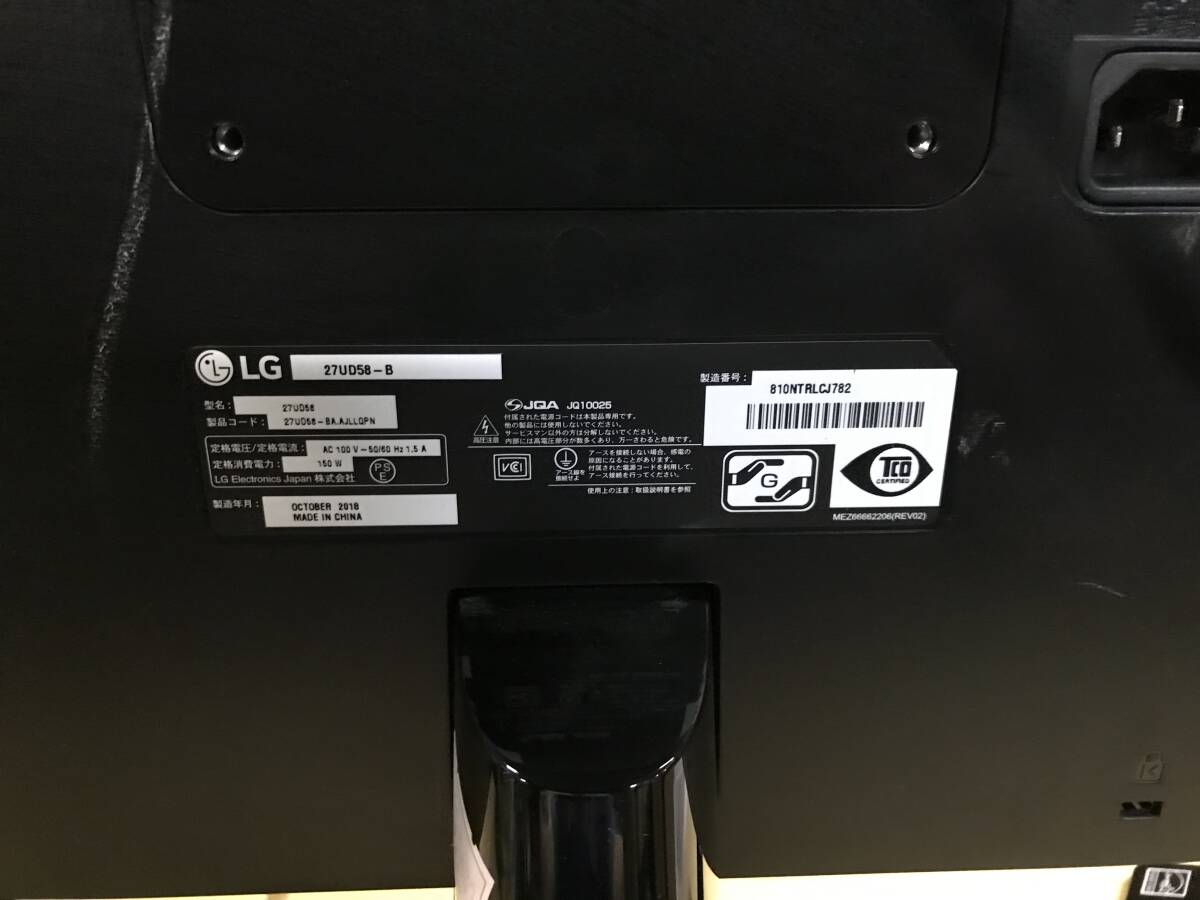 LG 27UD58-B
型名: 27UD58
製品コード: 27UD58-BA.AJLLQPN
定格電圧/定格電流: AC 100 V ~ 50/60 Hz 1.5 A
定格消費電力: 150 W
PS E
LG Electronics Japan 株式会社
製造年月: OCTOBER 2018
MADE IN CHINA
JQA JQ10025
高圧注意
付属された電源コードは本製品専用です。
他の製品には使用しないでください。
サービスマン以外の方は分解しないでください。
内部には高電圧部分が数多くあり、万一さわると危険です。
VCI
アース線を
接続せよ
アースを接続しない場合、感電の
原因になることがあります。
付属された電源コードを利用して、
アース接続を行ってください。
使用上の注意:取扱説明書を参照
製造番号: 810NTRLCJ782
G
TCO
CERTIFIED
MEZ66662206(REV02)